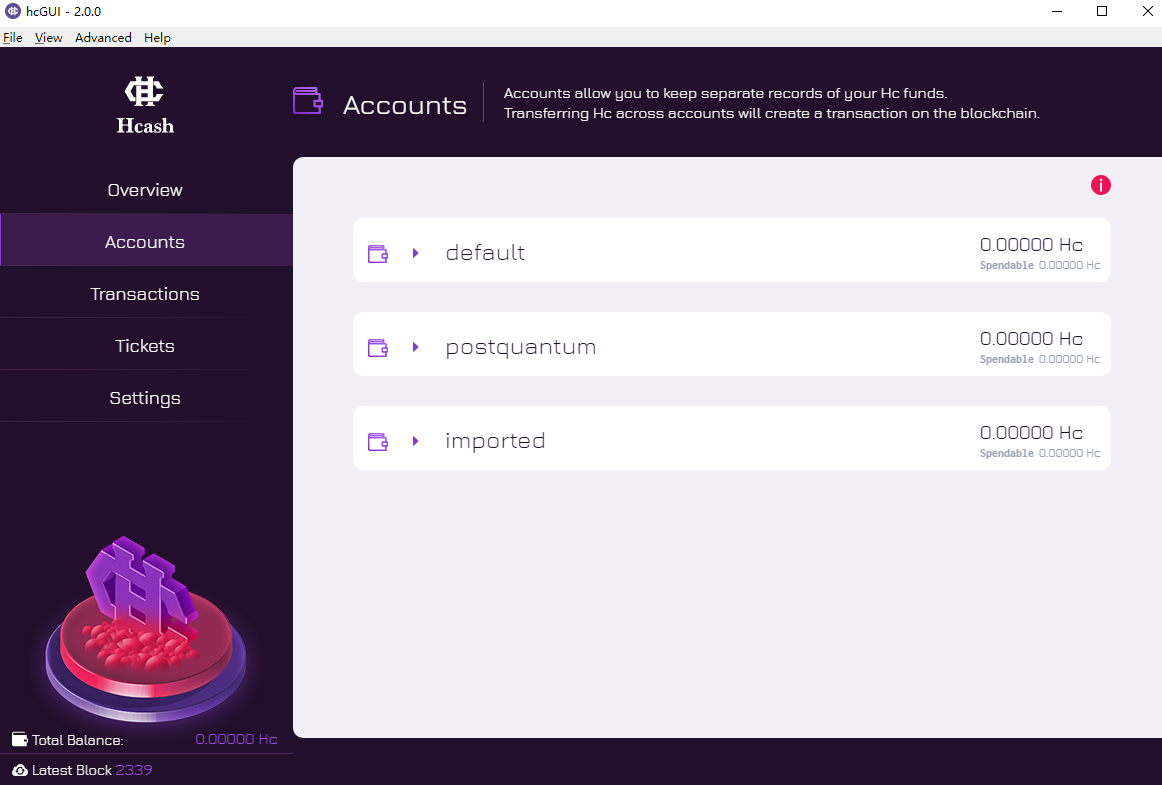 hcGUI - 2.0.0
File View Advanced Help
Hcash
Accounts
Accounts allow you to keep separate records of your Hc funds.
Transferring Hc across accounts will create a transaction on the blockchain.
Overview
Accounts
Transactions
Tickets
Settings
i
default
0.00000 Hc
Spendable 0.00000 Hc
postquantum
0.00000 Hc
Spendable 0.00000 Hc
imported
0.00000 Hc
Spendable 0.00000 Hc
Total Balance: 0.00000 Hc
Latest Block 2339